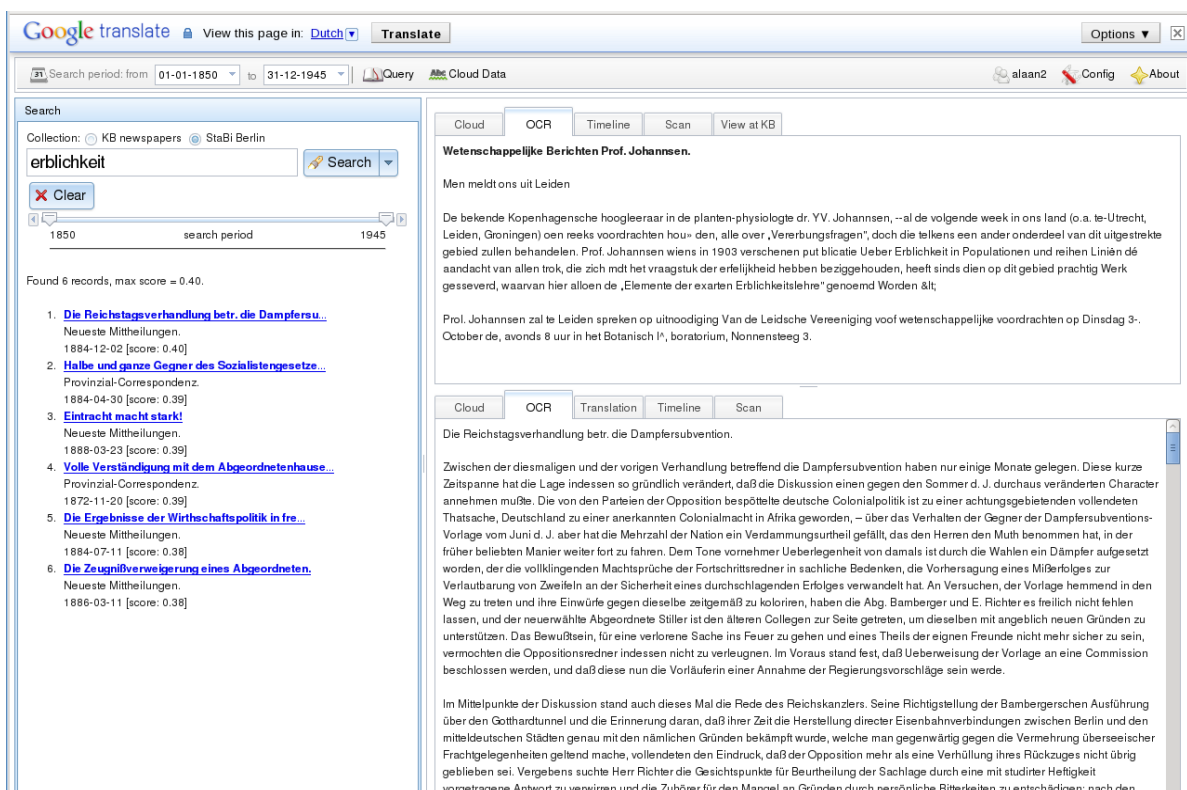 Google translate View this page in: Dutch ▼ Translate Options ▼
31 Search period: from 01-01-1850 to 31-12-1945 Query Abc Cloud Data alaan2 Config About
Search
Collection: KB newspapers StaBi Berlin
erblichkeit Search
Clear
1850 search period 1945
Found 6 records, max score = 0.40.
1. Die Reichstagsverhandlung betr. die Dampfersu...
Neueste Mittheilungen.
1884-12-02 [score: 0.40]
2. Halbe und ganze Gegner des Sozialistengesetze...
Provinzial-Correspondenz.
1884-04-30 [score: 0.39]
3. Eintracht macht stark!
Neueste Mittheilungen.
1888-03-23 [score: 0.39]
4. Volle Verständigung mit dem Abgeordnetenhause...
Provinzial-Correspondenz.
1872-11-20 [score: 0.39]
5. Die Ergebnisse der Wirthschaftspolitik in fre...
Neueste Mittheilungen.
1884-07-11 [score: 0.38]
6. Die Zeugnißverweigerung eines Abgeordneten.
Neueste Mittheilungen.
1886-03-11 [score: 0.38]
Cloud OCR Timeline Scan View at KB
Wetenschappelijke Berichten Prof. Johannsen.
Men meldt ons uit Leiden
De bekende Kopenhagensche hoogleeraar in de planten-physiologte dr. YV. Johannsen, --al de volgende week in ons land (o.a. te-Utrecht,
Leiden, Groningen) oen reeks voordrachten hou» den, alle over „Vererbungsfragen", doch die telkens een ander onderdeel van dit uitgestrekte
gebied zullen behandelen. Prof. Johannsen wiens in 1903 verschenen put blicatie Ueber Erblichkeit in Populationen und reihen Liniën dé
aandacht van allen trok, die zich mdt het vraagstuk der erfelijkheid hebben beziggehouden, heeft sinds dien op dit gebied prachtig Werk
gesseverd, waarvan hier alloen de „Elemente der exarten Erblichkeitslehre" genoemd Worden &lt;
Prof. Johannsen zal te Leiden spreken op uitnoodiging Van de Leidsche Vereeniging voof wetenschappelijke voordrachten op Dinsdag 3-.
October de, avonds 8 uur in het Botanisch l^, boratorium, Nonnensteeg 3.
Cloud OCR Translation Timeline Scan
Die Reichstagsverhandlung betr. die Dampfersubvention.
Zwischen der diesmaligen und der vorigen Verhandlung betreffend die Dampfersubvention haben nur einige Monate gelegen. Diese kurze
Zeitspanne hat die Lage indessen so gründlich verändert, daß die Diskussion einen gegen den Sommer d. J. durchaus veränderten Character
annehmen mußte. Die von den Parteien der Opposition bespöttelte deutsche Colonialpolitik ist zu einer achtungsgebietenden vollendeten
Thatsache, Deutschland zu einer anerkannten Colonialmacht in Afrika geworden, – über das Verhalten der Gegner der Dampfersubventions-
Vorlage vom Juni d. J. aber hat die Mehrzahl der Nation ein Verdammungsurtheil gefällt, das den Herren den Muth benommen hat, in der
früher beliebten Manier weiter fort zu fahren. Dem Tone vornehmer Ueberlegenheit von damals ist durch die Wahlen ein Dämpfer aufgesetzt
worden, der die vollklingenden Machtsprüche der Fortschrittsredner in sachliche Bedenken, die Vorhersagung eines Mißerfolges zur
Verlautbarung von Zweifeln an der Sicherheit eines durchschlagenden Erfolges verwandelt hat. An Versuchen, der Vorlage hemmend in den
Weg zu treten und ihre Einwürfe gegen dieselbe zeitgemäß zu koloriren, haben die Abg. Bamberger und E. Richter es freilich nicht fehlen
lassen, und der neuerwählte Abgeordnete Stiller ist den älteren Collegen zur Seite getreten, um dieselben mit angeblich neuen Gründen zu
unterstützen. Das Bewußtsein, für eine verlorene Sache ins Feuer zu gehen und eines Theils der eignen Freunde nicht mehr sicher zu sein,
vermochten die Oppositionsredner indessen nicht zu verleugnen. Im Voraus stand fest, daß Ueberweisung der Vorlage an eine Commission
beschlossen werden, und daß diese nun die Vorläuferin einer Annahme der Regierungsvorschläge sein werde.
Im Mittelpunkte der Diskussion stand auch dieses Mal die Rede des Reichskanzlers. Seine Richtigstellung der Bambergerschen Ausführung
über den Gotthardtunnel und die Erinnerung daran, daß ihrer Zeit die Herstellung directer Eisenbahnverbindungen zwischen Berlin und den
mitteldeutschen Städten genau mit den nämlichen Gründen bekämpft wurde, welche man gegenwärtig gegen die Vermehrung überseeischer
Frachtgelegenheiten geltend mache, vollendeten den Eindruck, daß der Opposition mehr als eine Verhüllung ihres Rückzuges nicht übrig
geblieben sei. Vergebens suchte Herr Richter die Gesichtspunkte für Beurtheilung der Sachlage durch eine mit studirter Heftigkeit
vorgetragene Antwort zu verwirren und die Zuhörer für den Mangel an Gründen durch persönliche Bitterkeiten zu entschädigen; nach den